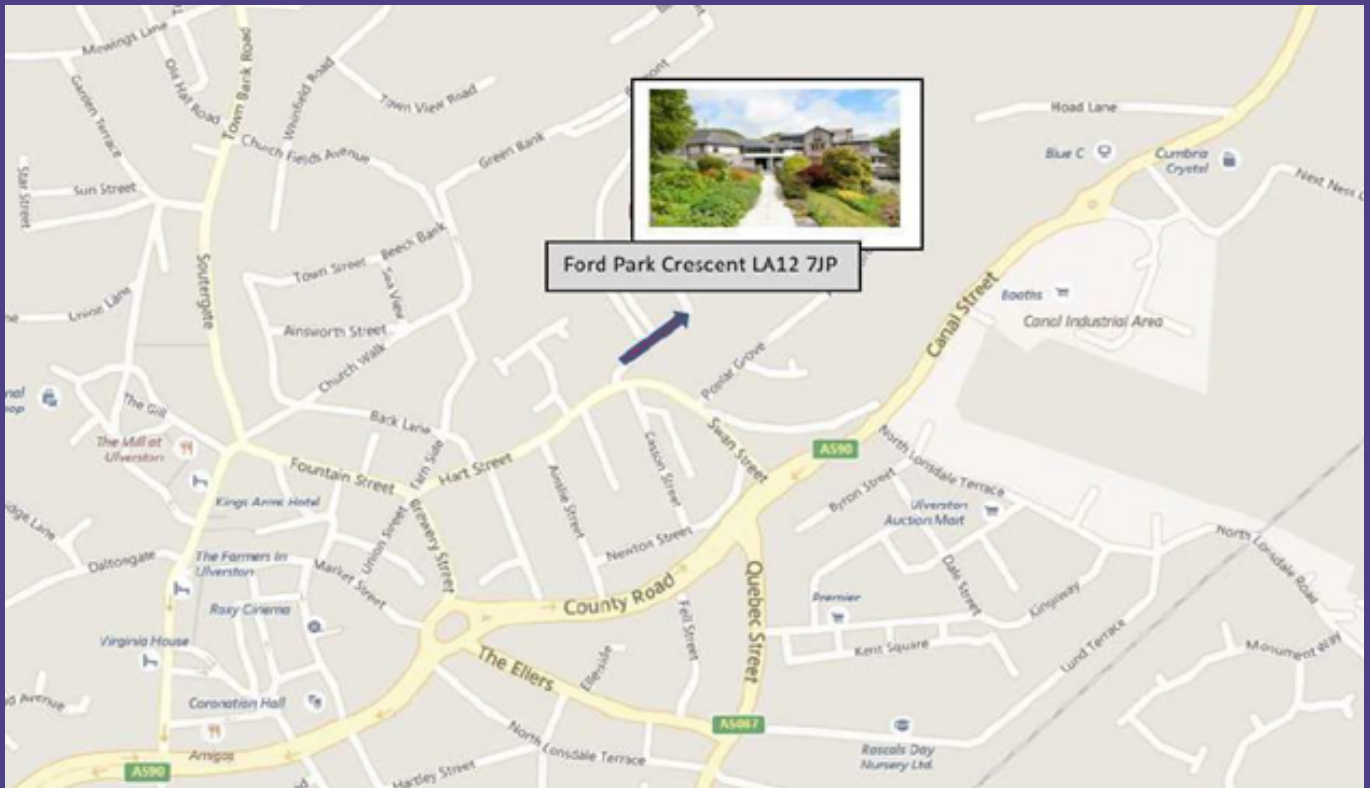 Mowings Lane
Old Hall Road
Town Bank Road
Whinfield Road
Town View Road
Garden Terrace
Church Fields Avenue
Green Bank
Hoad Lane
Blue C
Cumbria
Crystal
Star Street
Sun Street
Soutergate
Town Street
Beech Bank
Sea View
Ford Park Crescent LA12 7JP
Canal Street
Booths
Canal Industrial Area
Union Lane
Ainsworth Street
Church Walk
Poplar Grove
The Gill
The Mill at
Ulverston
Back Lane
Tarn Side
Fountain Street
Hart Street
Swan Street
Casson Street
Ainslie Street
A590
North Lonsdale Terrace
Byron Street
Ulverston
Auction Mart
Kings Arms Hotel
Union Street
Brewery Street
Newton Street
Daltongate
The Farmers In
Ulverston
Market Street
Roxy Cinema
County Road
Quebec Street
Fell Street
Dale Street
Premier
Kingsway
Kent Square
Lund Terrace
North Lonsdale Road
Monument Way
Virginia House
The Ellers
Ellerside
Coronation Hall
A5087
Rascals Day
Nursery Ltd.
North Lonsdale Terrace
Amigos
A590
Hartley Street